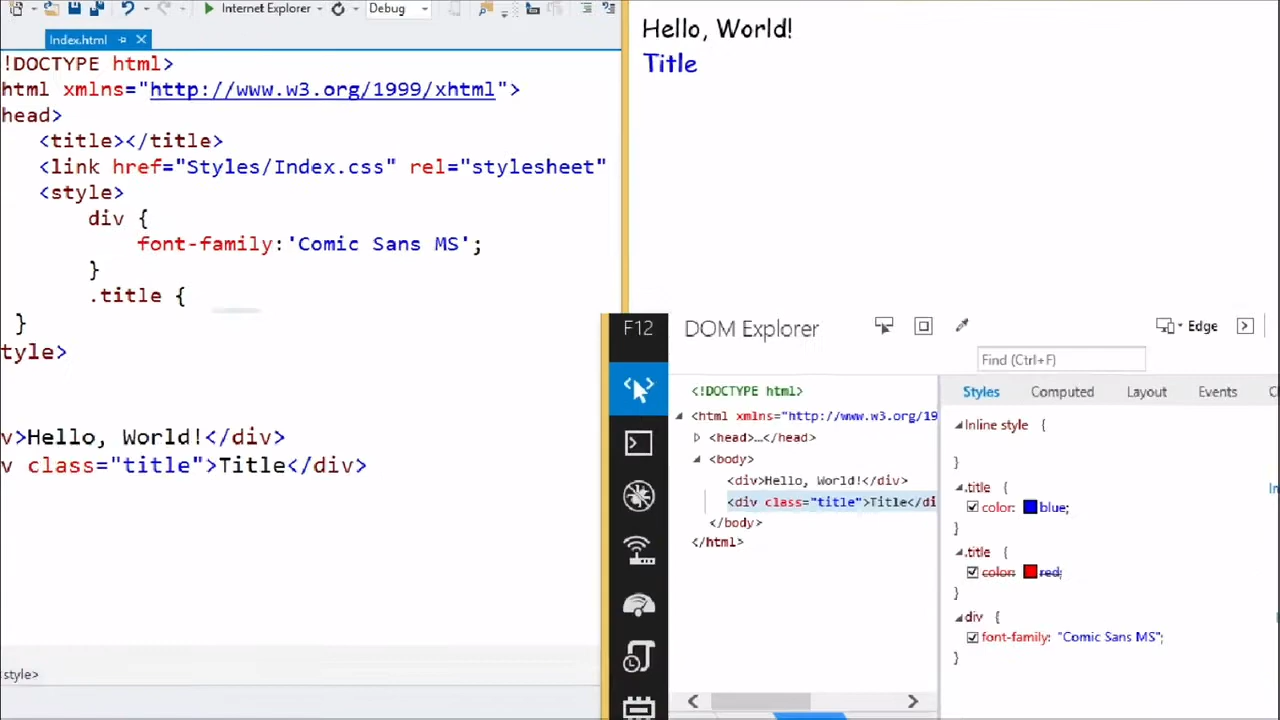 Internet Explorer
Debug
Index.html
!DOCTYPE html>
html xmlns="http://www.w3.org/1999/xhtml">
head>
<title></title>
<link href="Styles/Index.css" rel="stylesheet"
<style>
div {
font-family:'Comic Sans MS';
}
.title {
}
tyle>
v>Hello, World!</div>
v class="title">Title</div>
style>
Hello, World!
Title
F12
DOM Explorer
Edge
Find (Ctrl+F)
<!DOCTYPE html>
<html xmlns="http://www.w3.org/19
<head>...</head>
<body>
<div>Hello, World!</div>
<div class="title">Title</di
</body>
</html>
Styles Computed Layout Events
Inline style {
}
.title {
color: blue;
}
.title {
color: red;
}
div {
font-family: "Comic Sans MS";
}